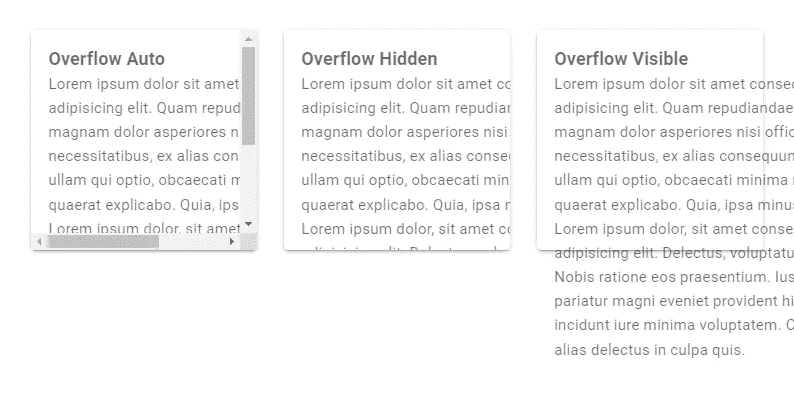 Overflow Auto
Lorem ipsum dolor sit amet
adipisicing elit. Quam repud
magnam dolor asperiores n
necessitatibus, ex alias con
ullam qui optio, obcaecati m
quaerat explicabo. Quia, ips
Lorem ipsum dolor, sit amet
Overflow Hidden
Lorem ipsum dolor sit amet co
adipisicing elit. Quam repudiar
magnam dolor asperiores nisi
necessitatibus, ex alias conse
ullam qui optio, obcaecati min
quaerat explicabo. Quia, ipsa m
Lorem ipsum dolor, sit amet co
Overflow Visible
Lorem ipsum dolor sit amet consec
adipisicing elit. Quam repudiandae
magnam dolor asperiores nisi offic
necessitatibus, ex alias consequun
ullam qui optio, obcaecati minima
quaerat explicabo. Quia, ipsa minus
Lorem ipsum dolor, sit amet consec
adipisicing elit. Delectus, voluptatu
Nobis ratione eos praesentium. Ius
pariatur magni eveniet provident hi
incidunt iure minima voluptatem. C
alias delectus in culpa quis.